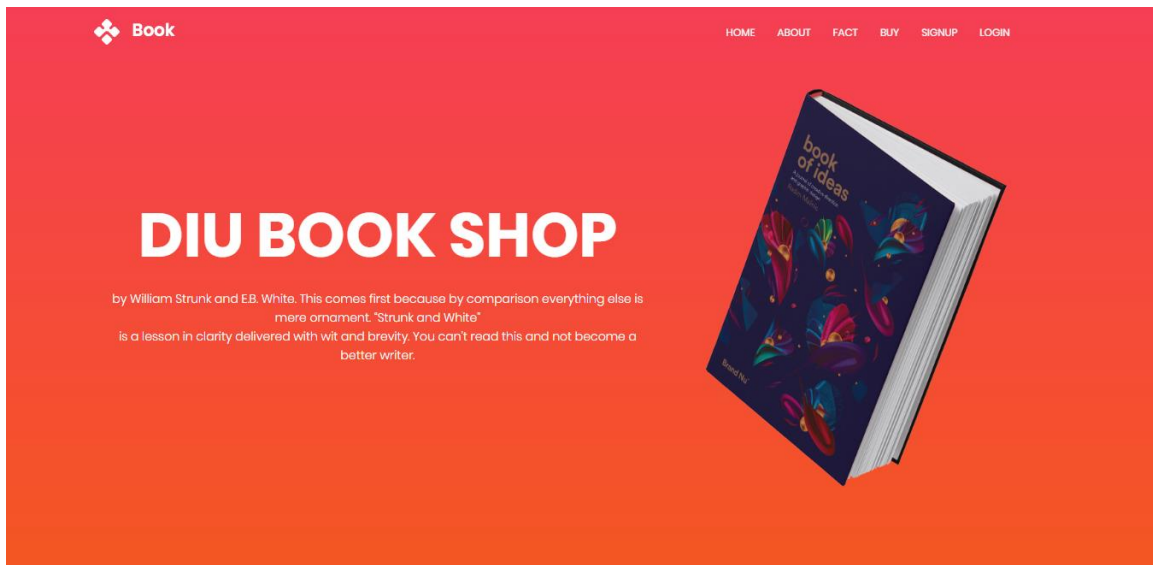 Book
HOME ABOUT FACT BUY SIGNUP LOGIN
DIU BOOK SHOP
by William Strunk and E.B. White. This comes first because by comparison everything else is
mere ornament. "Strunk and White"
is a lesson in clarity delivered with wit and brevity. You can't read this and not become a
better writer.
book
of ideas
Brand Nu